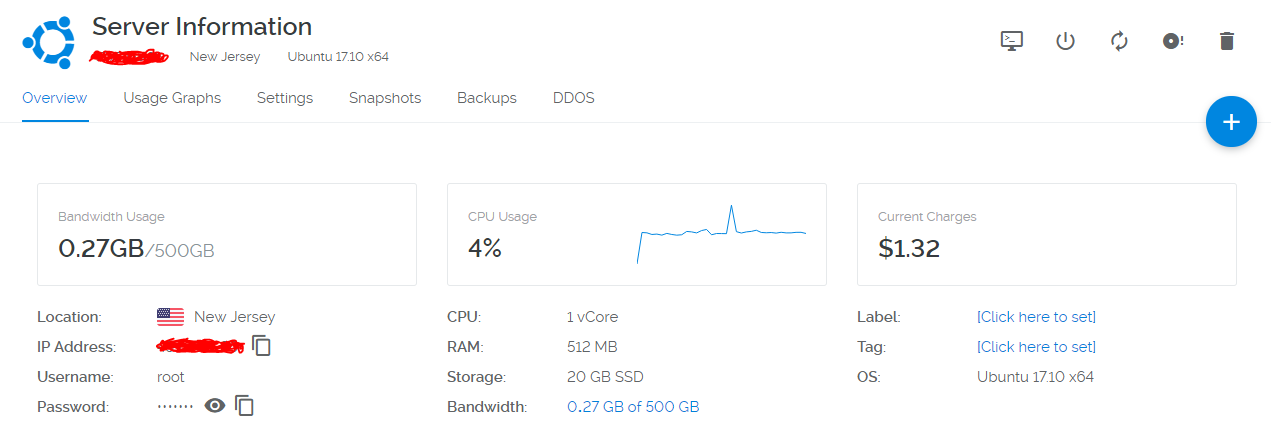 Server Information
New Jersey Ubuntu 17.10 x64
Overview Usage Graphs Settings Snapshots Backups DDOS
+
Bandwidth Usage
0.27GB/500GB
CPU Usage
4%
Current Charges
$1.32
Location: New Jersey
IP Address:
Username: root
Password: ·······
CPU: 1 vCore
RAM: 512 MB
Storage: 20 GB SSD
Bandwidth: 0.27 GB of 500 GB
Label: [Click here to set]
Tag: [Click here to set]
OS: Ubuntu 17.10 x64